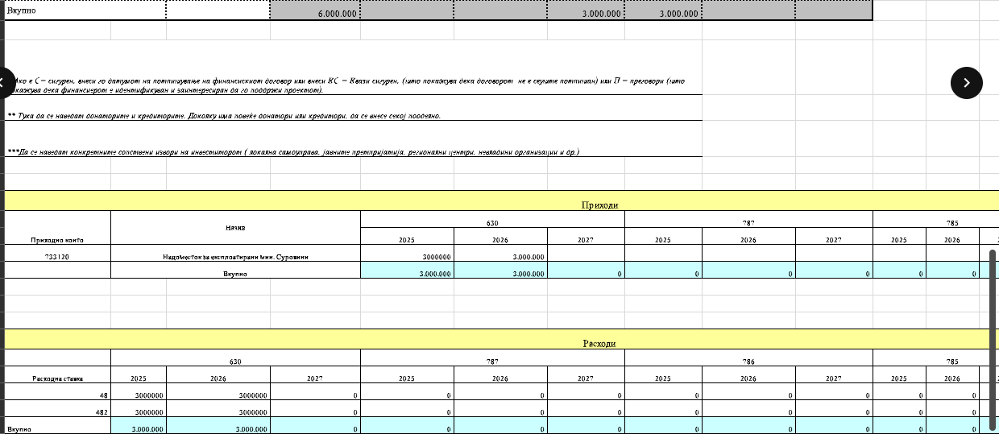 Вкупно 6.000.000 3.000.000 3.000.000
Ако е С – сигурен, внеси го датумот на потпишување на финансискиот договор или внеси КС – Квази сигурен, (што покажува дека договорот не е сеуште потпишан) или П – преговори (што
окажува дека финансиерот е идентификуван и заинтересиран да го поддржи проектот).
** Тука да се наведат донаторите и кредиторите. Доколку има повеќе донатори или кредитори, да се внесе секој пооделно.
***Да се наведат конкретните сопствени извори на инвеститорот ( локална самоуправа, јавните претпријатија, регионални центри, невладини организации и др.)
Приходи
Приходно конто Назив 630 787 785
2025 2026 2027 2025 2026 2027 2025 2026
733120 Надоместок за експлоатирани мин. Суровини 3000000 3.000.000
Вкупно 3.000.000 3.000.000 0 0 0 0 0 0
Расходи
630 787 786 785
Расходна ставка 2025 2026 2027 2025 2026 2027 2025 2026 2027 2025 2026
48 3000000 3000000 0 0 0 0 0 0 0 0 0
482 3000000 3000000 0 0 0 0 0 0 0 0 0
Вкупно 3.000.000 3.000.000 0 0 0 0 0 0 0 0 0